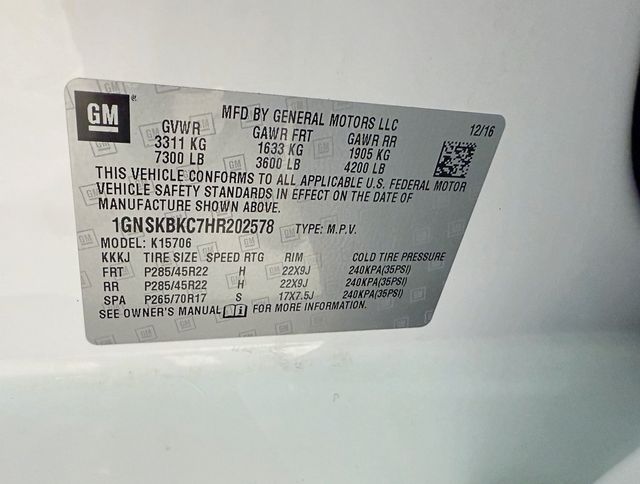 GM
MFD BY GENERAL MOTORS LLC 12/16
GVWR GAWR FRT GAWR RR
3311 KG 1633 KG 1905 KG
7300 LB 3600 LB 4200 LB
THIS VEHICLE CONFORMS TO ALL APPLICABLE U.S. FEDERAL MOTOR
VEHICLE SAFETY STANDARDS IN EFFECT ON THE DATE OF
MANUFACTURE SHOWN ABOVE.
1GNSKBKC7HR202578 TYPE: M.P.V.
MODEL: K15706
KKKJ TIRE SIZE SPEED RTG RIM COLD TIRE PRESSURE
FRT P285/45R22 H 22X9J 240KPA(35PSI)
RR P285/45R22 H 22X9J 240KPA(35PSI)
SPA P265/70R17 S 17X7.5J 240KPA(35PSI)
SEE OWNER'S MANUAL FOR MORE INFORMATION.